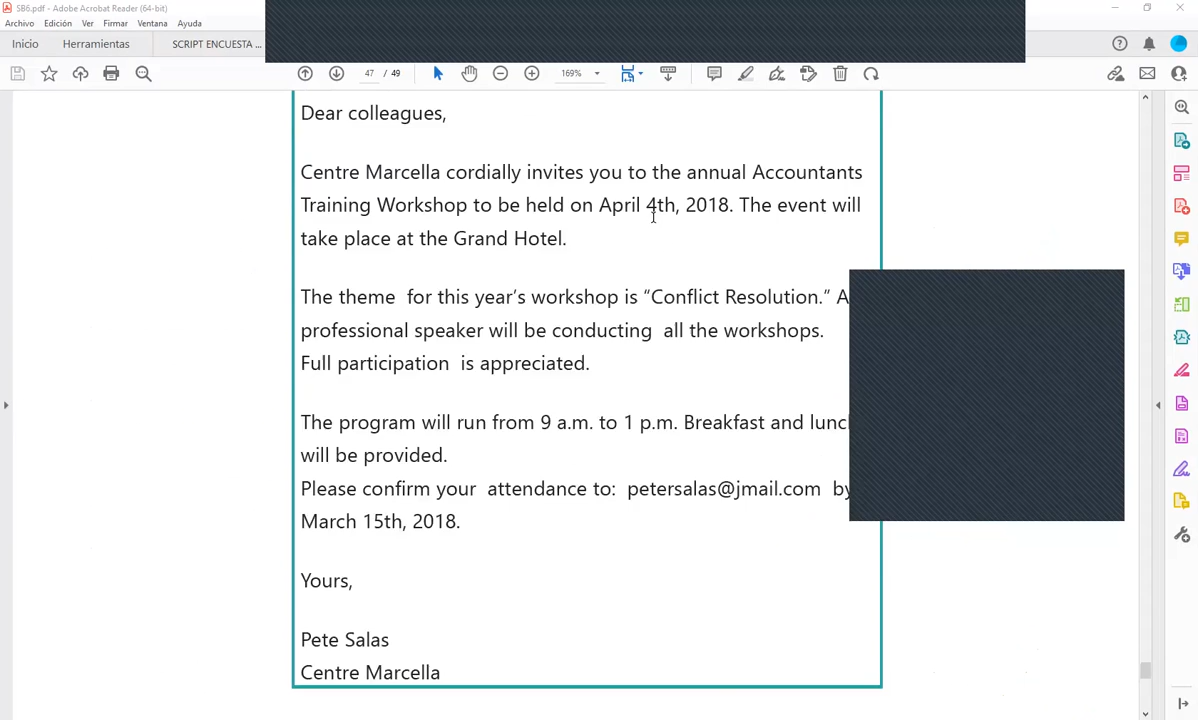 SB6.pdf - Adobe Acrobat Reader (64-bit)
Archivo Edición Ver Firmar Ventana Ayuda
Inicio Herramientas SCRIPT ENCUESTA ...
47 / 49 169%
Dear colleagues,
Centre Marcella cordially invites you to the annual Accountants
Training Workshop to be held on April 4th, 2018. The event will
take place at the Grand Hotel.
The theme for this year's workshop is “Conflict Resolution.” A
professional speaker will be conducting all the workshops.
Full participation is appreciated.
The program will run from 9 a.m. to 1 p.m. Breakfast and lunch
will be provided.
Please confirm your attendance to: petersalas@jmail.com by
March 15th, 2018.
Yours,
Pete Salas
Centre Marcella